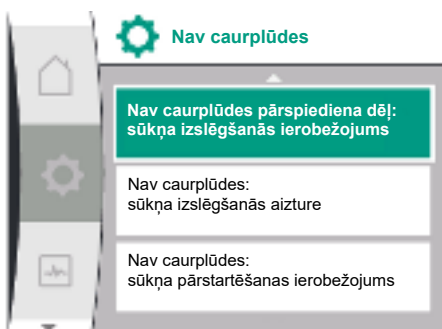 Nav caurplūdes
Nav caurplūdes pārspiediena dēļ:
sūkņa izslēgšanās ierobežojums
Nav caurplūdes:
sūkņa izslēgšanās aizture
Nav caurplūdes:
sūkņa pārstartēšanas ierobežojums